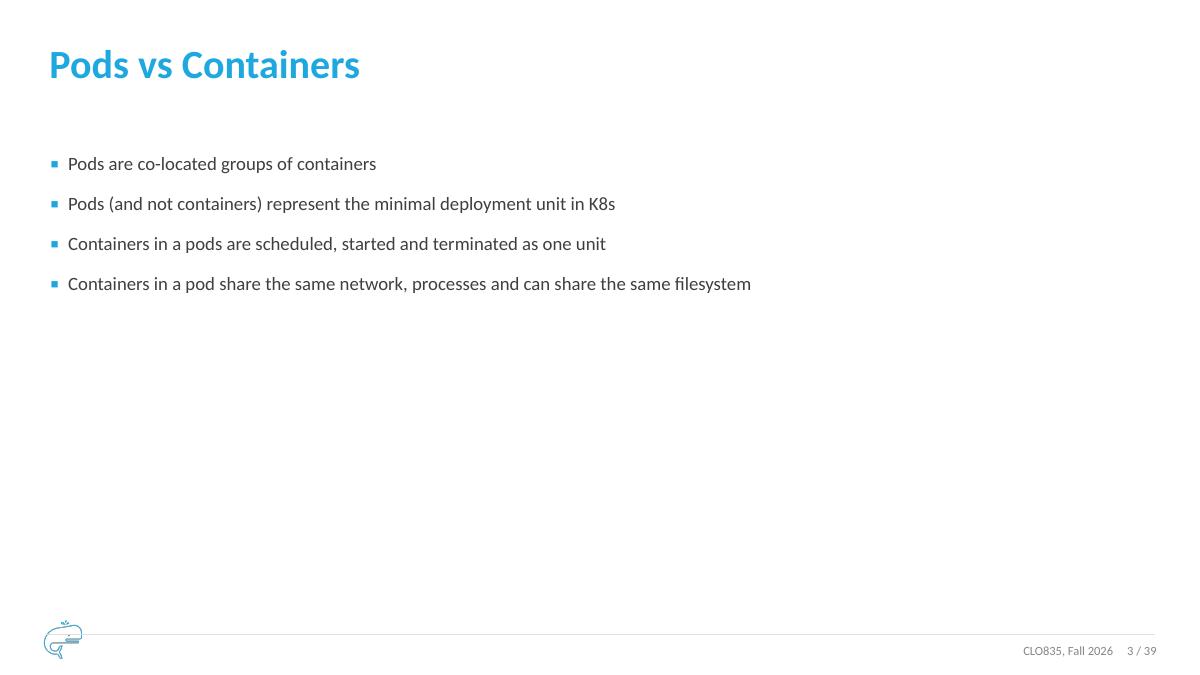 Pods vs Containers
Pods are co-located groups of containers
Pods (and not containers) represent the minimal deployment unit in K8s
Containers in a pods are scheduled, started and terminated as one unit
Containers in a pod share the same network, processes and can share the same filesystem
CLO835, Fall 2026 3 / 39